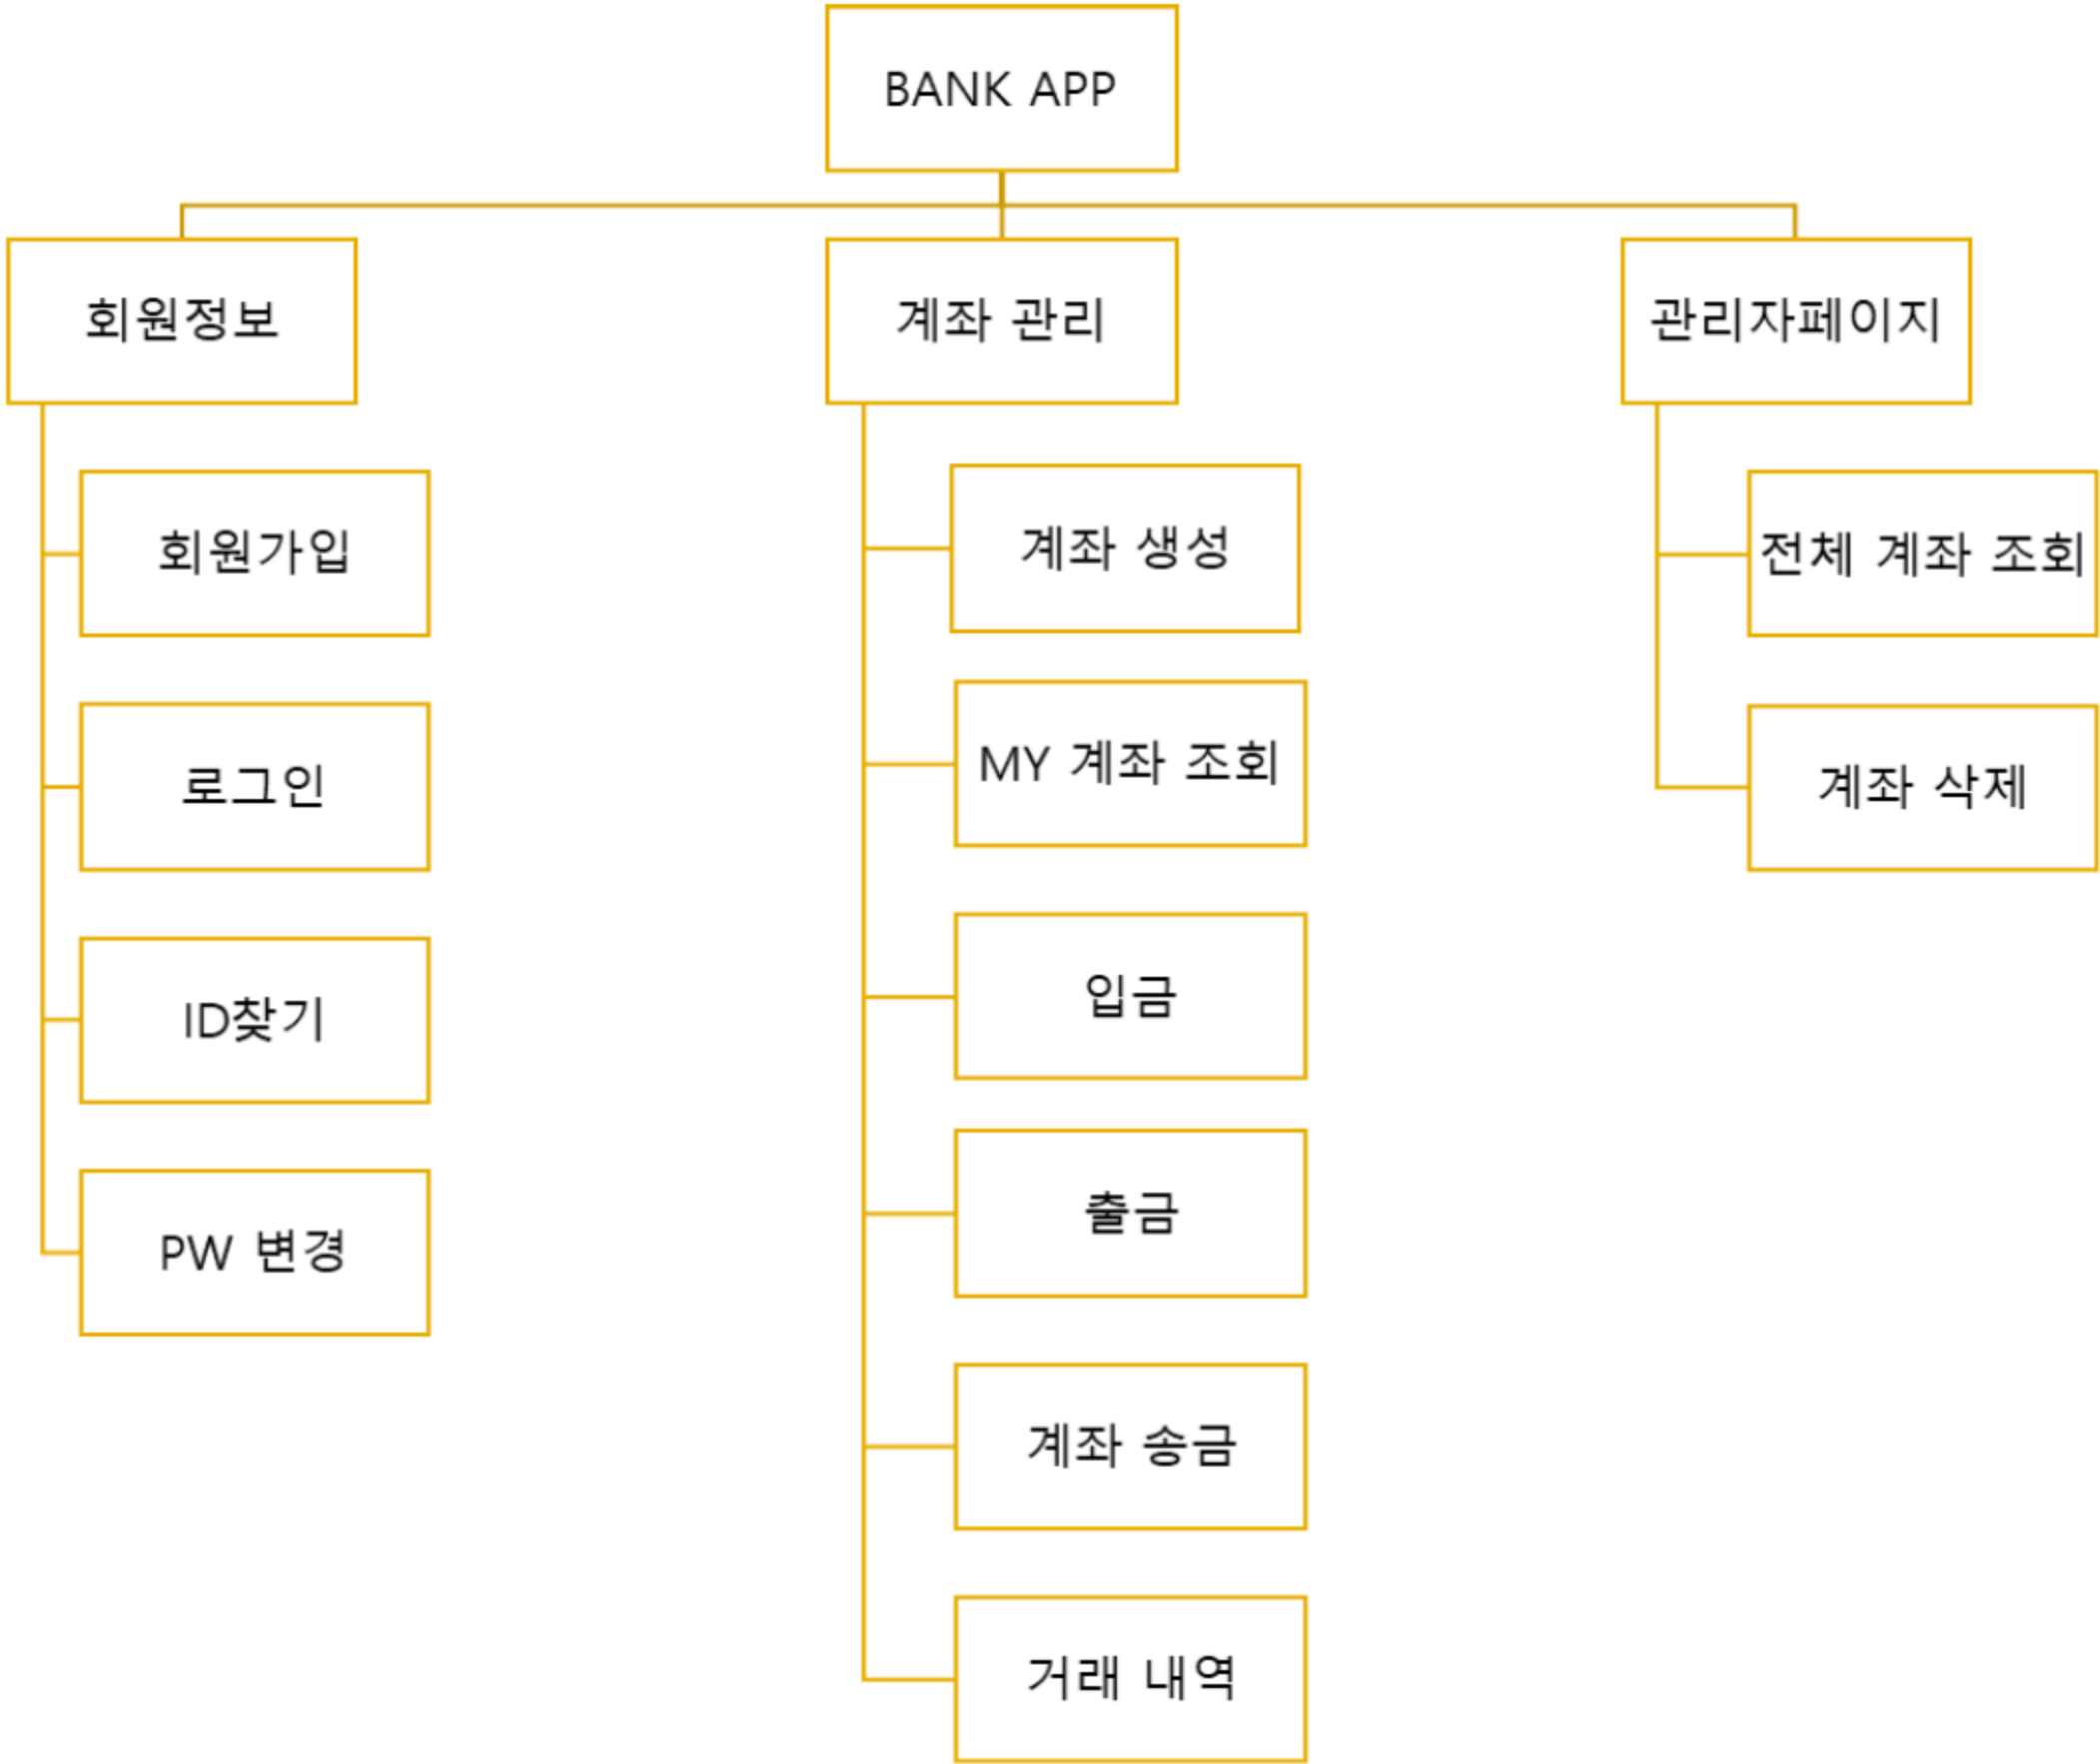 BANK APP
회원정보
회원가입
로그인
ID찾기
PW 변경
계좌 관리
계좌 생성
MY 계좌 조회
입금
출금
계좌 송금
거래 내역
관리자페이지
전체 계좌 조회
계좌 삭제